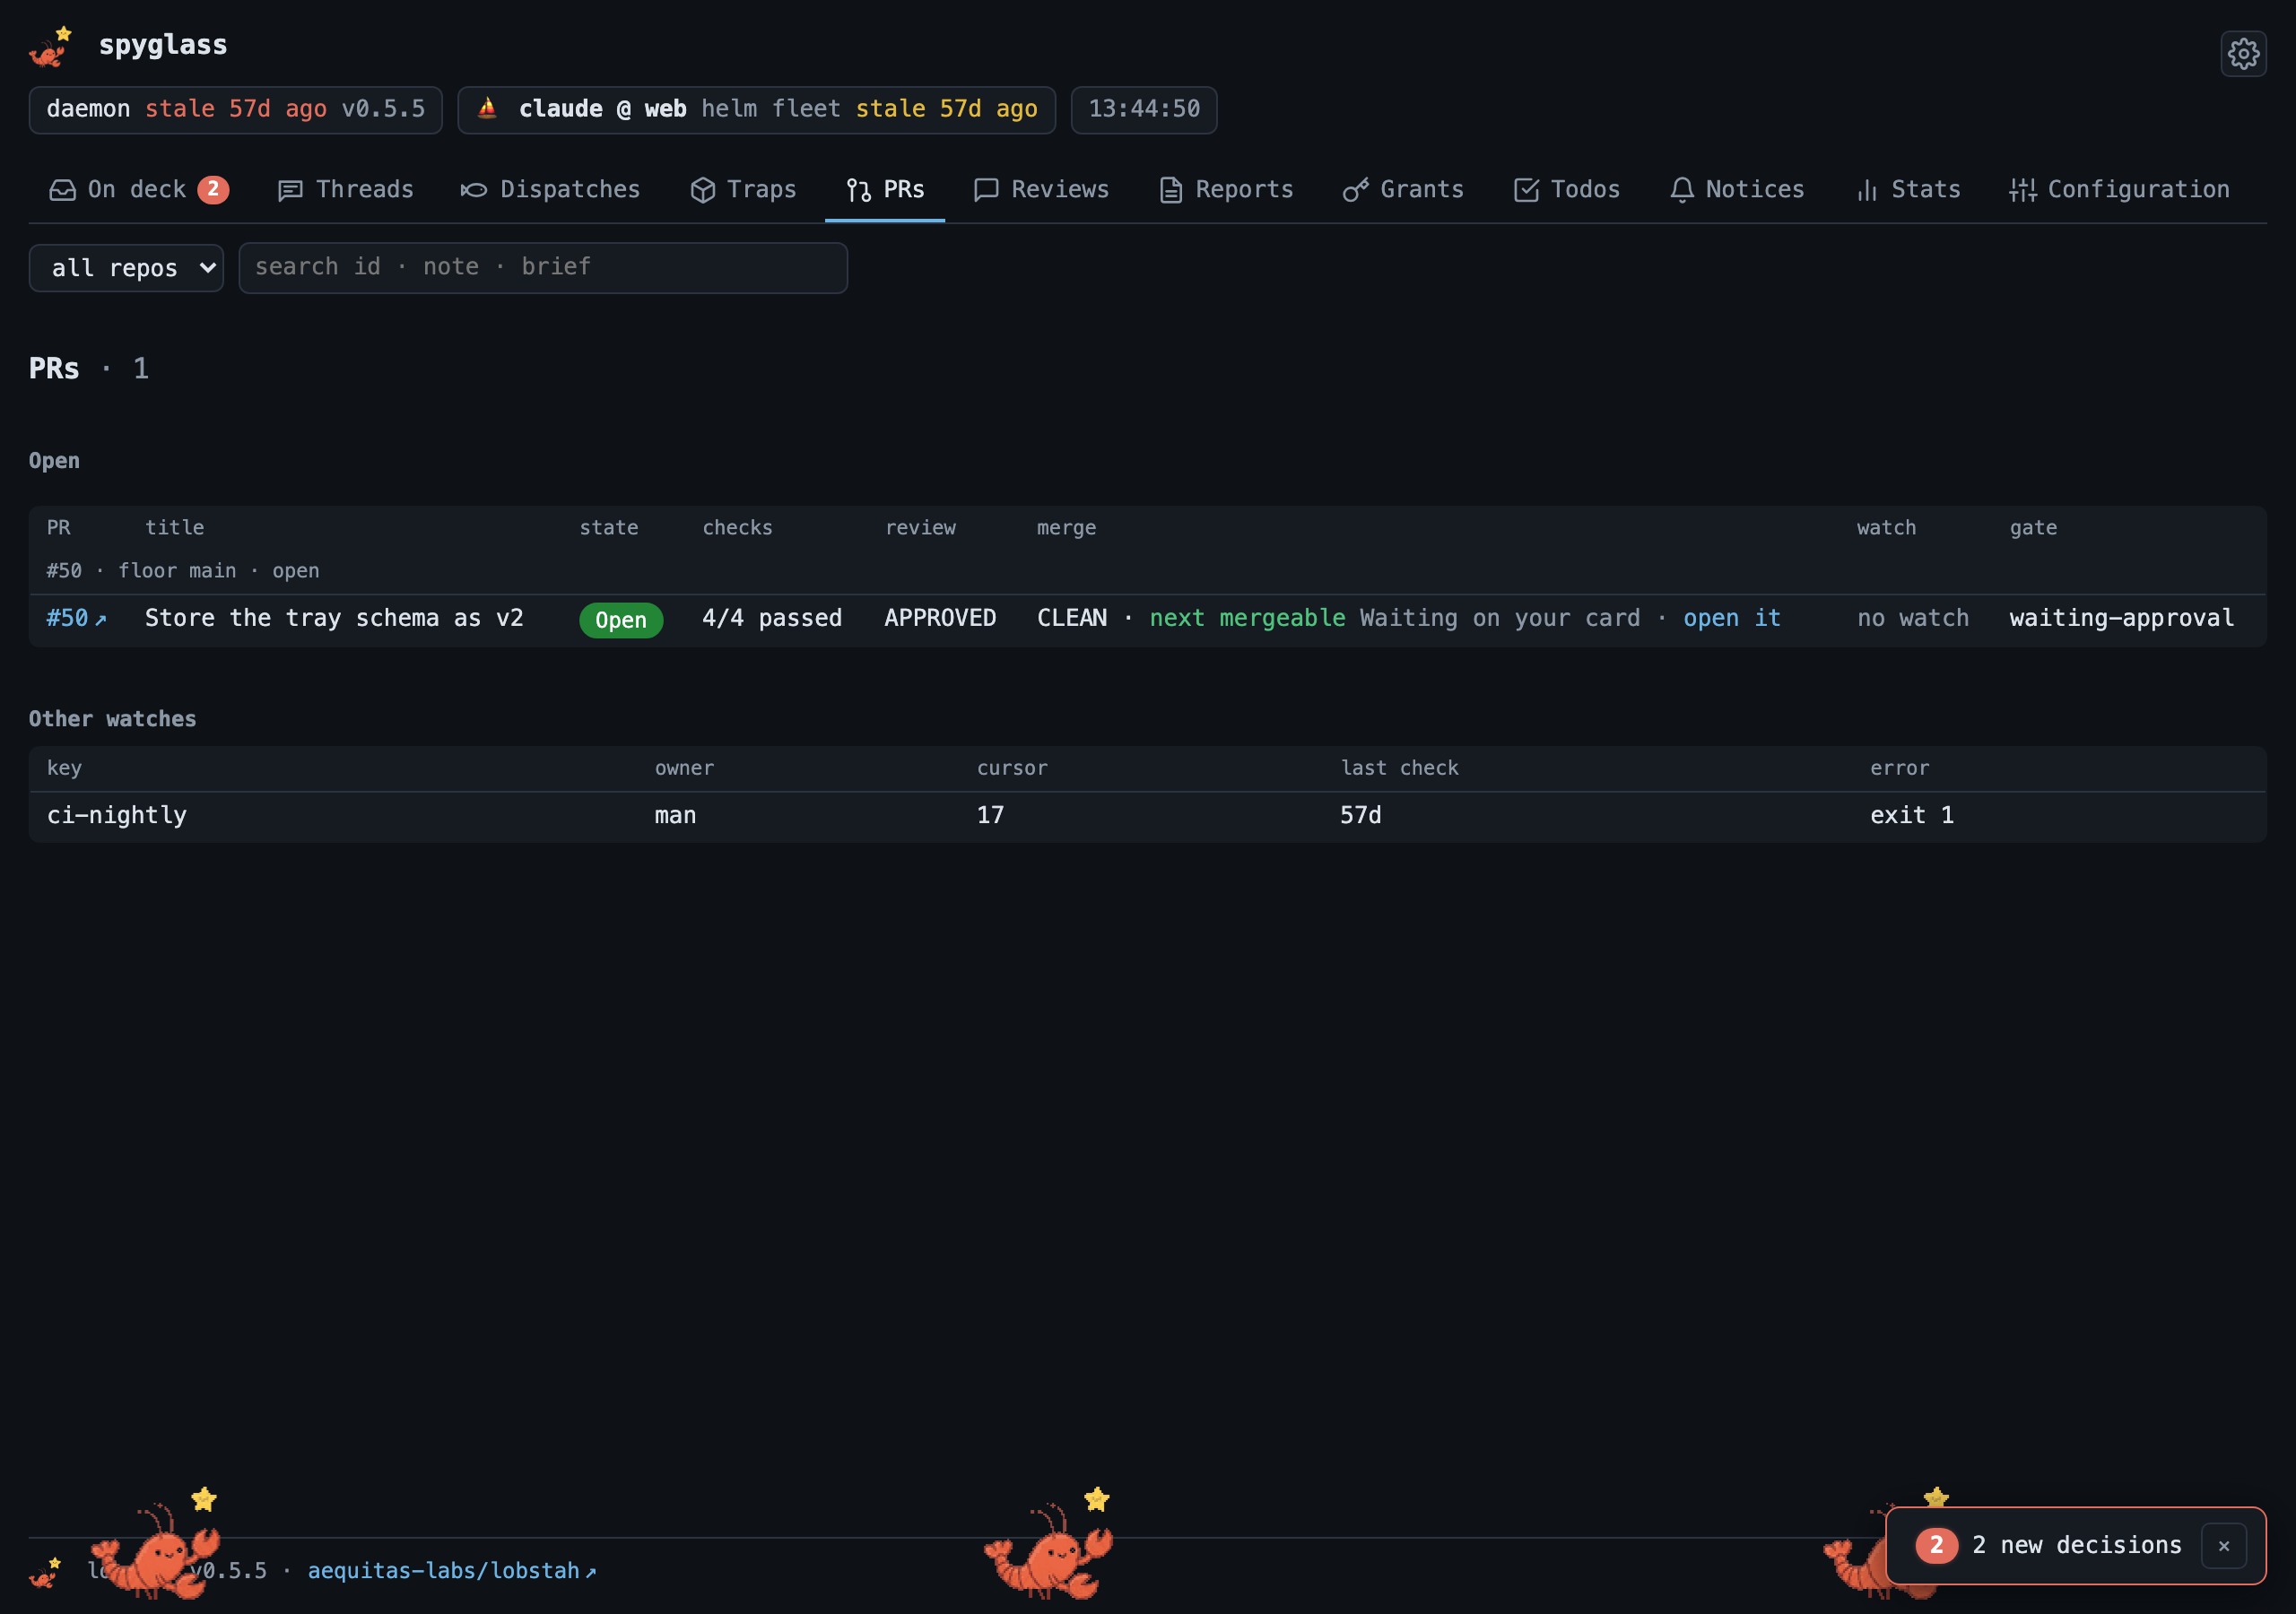 spyglass
daemon stale 57d ago v0.5.5
claude @ web helm fleet stale 57d ago
13:44:50
On deck 2
Threads
Dispatches
Traps
PRs
Reviews
Reports
Grants
Todos
Notices
Stats
Configuration
all repos
search id · note · brief
PRs · 1
Open
PR title state checks review merge watch gate
#50 · floor main · open
#50↗ Store the tray schema as v2 Open 4/4 passed APPROVED CLEAN · next mergeable Waiting on your card · open it no watch waiting-approval
Other watches
key owner cursor last check error
ci-nightly man 17 57d exit 1
v0.5.5 · aequitas-labs/lobstah↗
2 2 new decisions ×